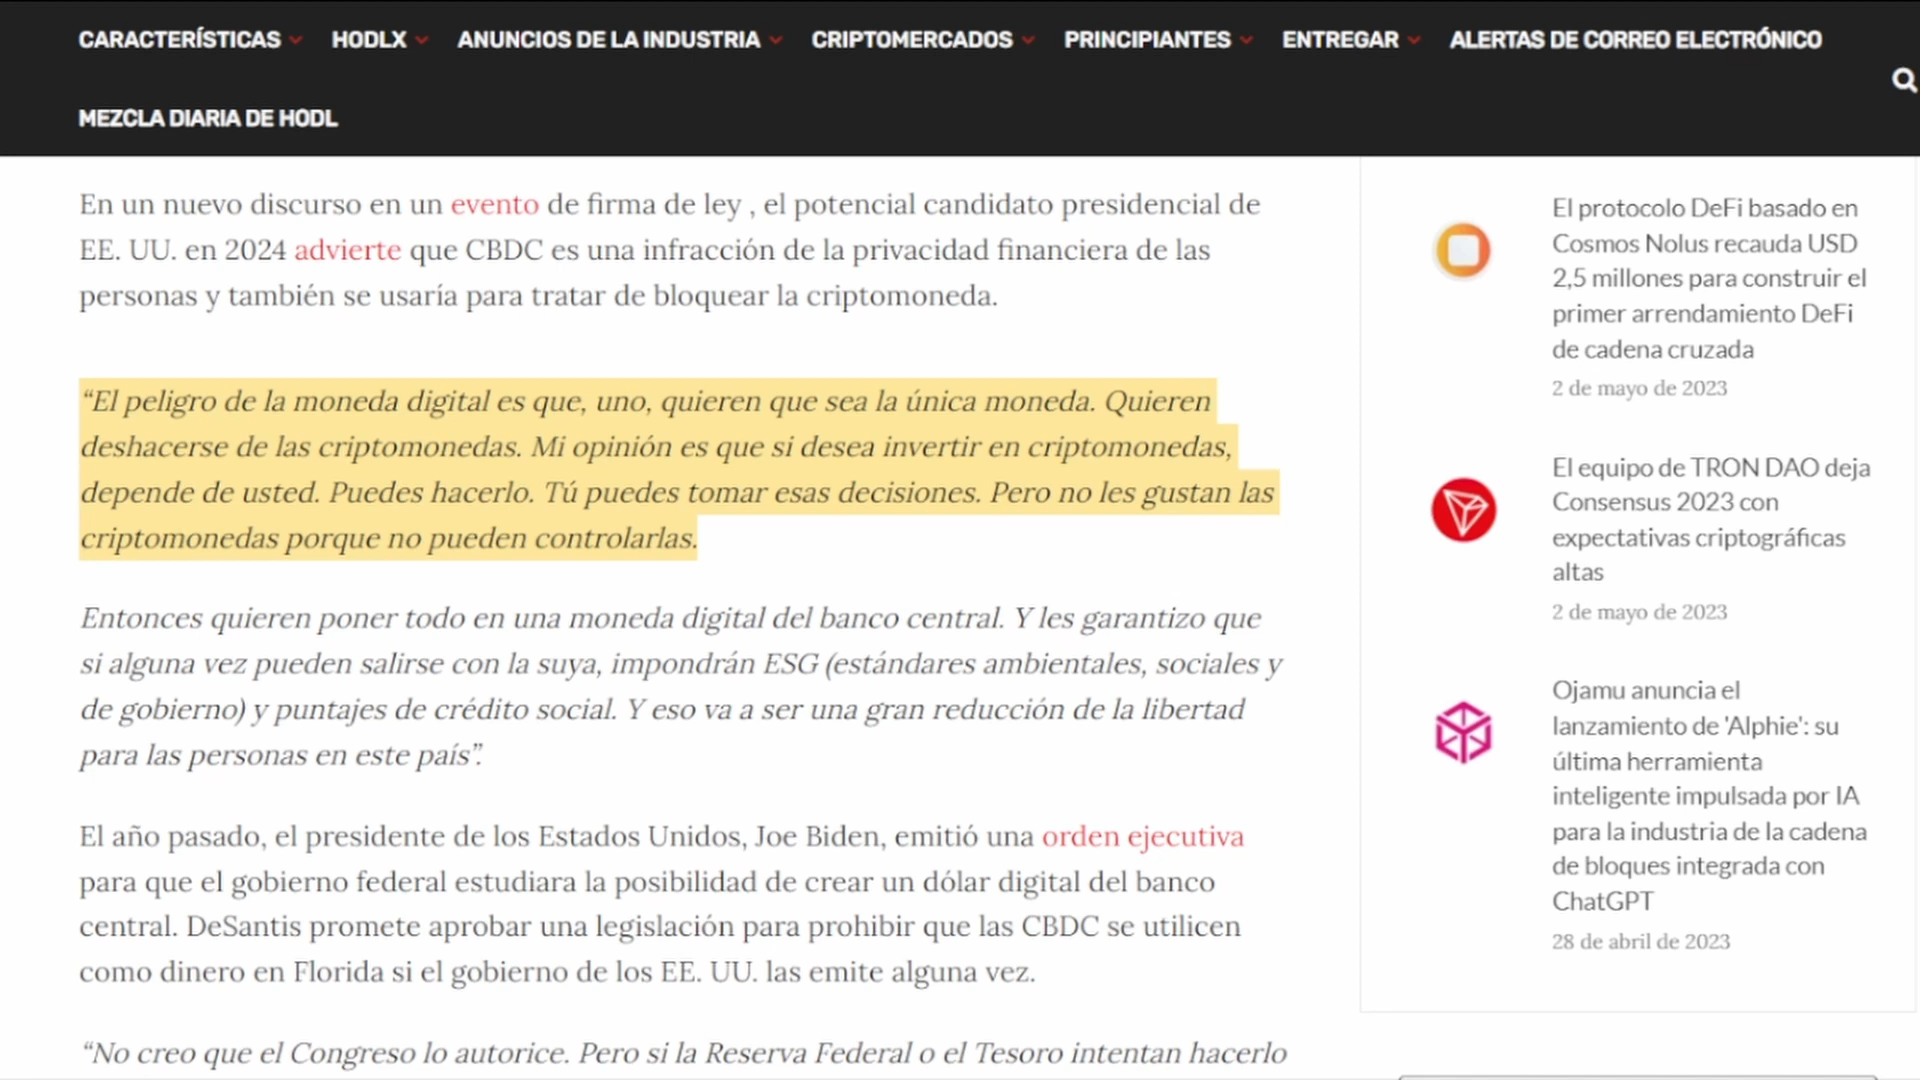 CARACTERÍSTICAS HODLX ANUNCIOS DE LA INDUSTRIA CRIPTOMERCADOS PRINCIPIANTES ENTREGAR ALERTAS DE CORREO ELECTRÓNICO
MEZCLA DIARIA DE HODL
En un nuevo discurso en un evento de firma de ley , el potencial candidato presidencial de
EE. UU. en 2024 advierte que CBDC es una infracción de la privacidad financiera de las
personas y también se usaría para tratar de bloquear la criptomoneda.
“El peligro de la moneda digital es que, uno, quieren que sea la única moneda. Quieren
deshacerse de las criptomonedas. Mi opinión es que si desea invertir en criptomonedas,
depende de usted. Puedes hacerlo. Tú puedes tomar esas decisiones. Pero no les gustan las
criptomonedas porque no pueden controlarlas.
Entonces quieren poner todo en una moneda digital del banco central. Y les garantizo que
si alguna vez pueden salirse con la suya, impondrán ESG (estándares ambientales, sociales y
de gobierno) y puntajes de crédito social. Y eso va a ser una gran reducción de la libertad
para las personas en este país”.
El año pasado, el presidente de los Estados Unidos, Joe Biden, emitió una orden ejecutiva
para que el gobierno federal estudiara la posibilidad de crear un dólar digital del banco
central. DeSantis promete aprobar una legislación para prohibir que las CBDC se utilicen
como dinero en Florida si el gobierno de los EE. UU. las emite alguna vez.
“No creo que el Congreso lo autorice. Pero si la Reserva Federal o el Tesoro intentan hacerlo
El protocolo DeFi basado en
Cosmos Nolus recauda USD
2,5 millones para construir el
primer arrendamiento DeFi
de cadena cruzada
2 de mayo de 2023
El equipo de TRON DAO deja
Consensus 2023 con
expectativas criptográficas
altas
2 de mayo de 2023
Ojamu anuncia el
lanzamiento de 'Alphie': su
última herramienta
inteligente impulsada por IA
para la industria de la cadena
de bloques integrada con
ChatGPT
28 de abril de 2023